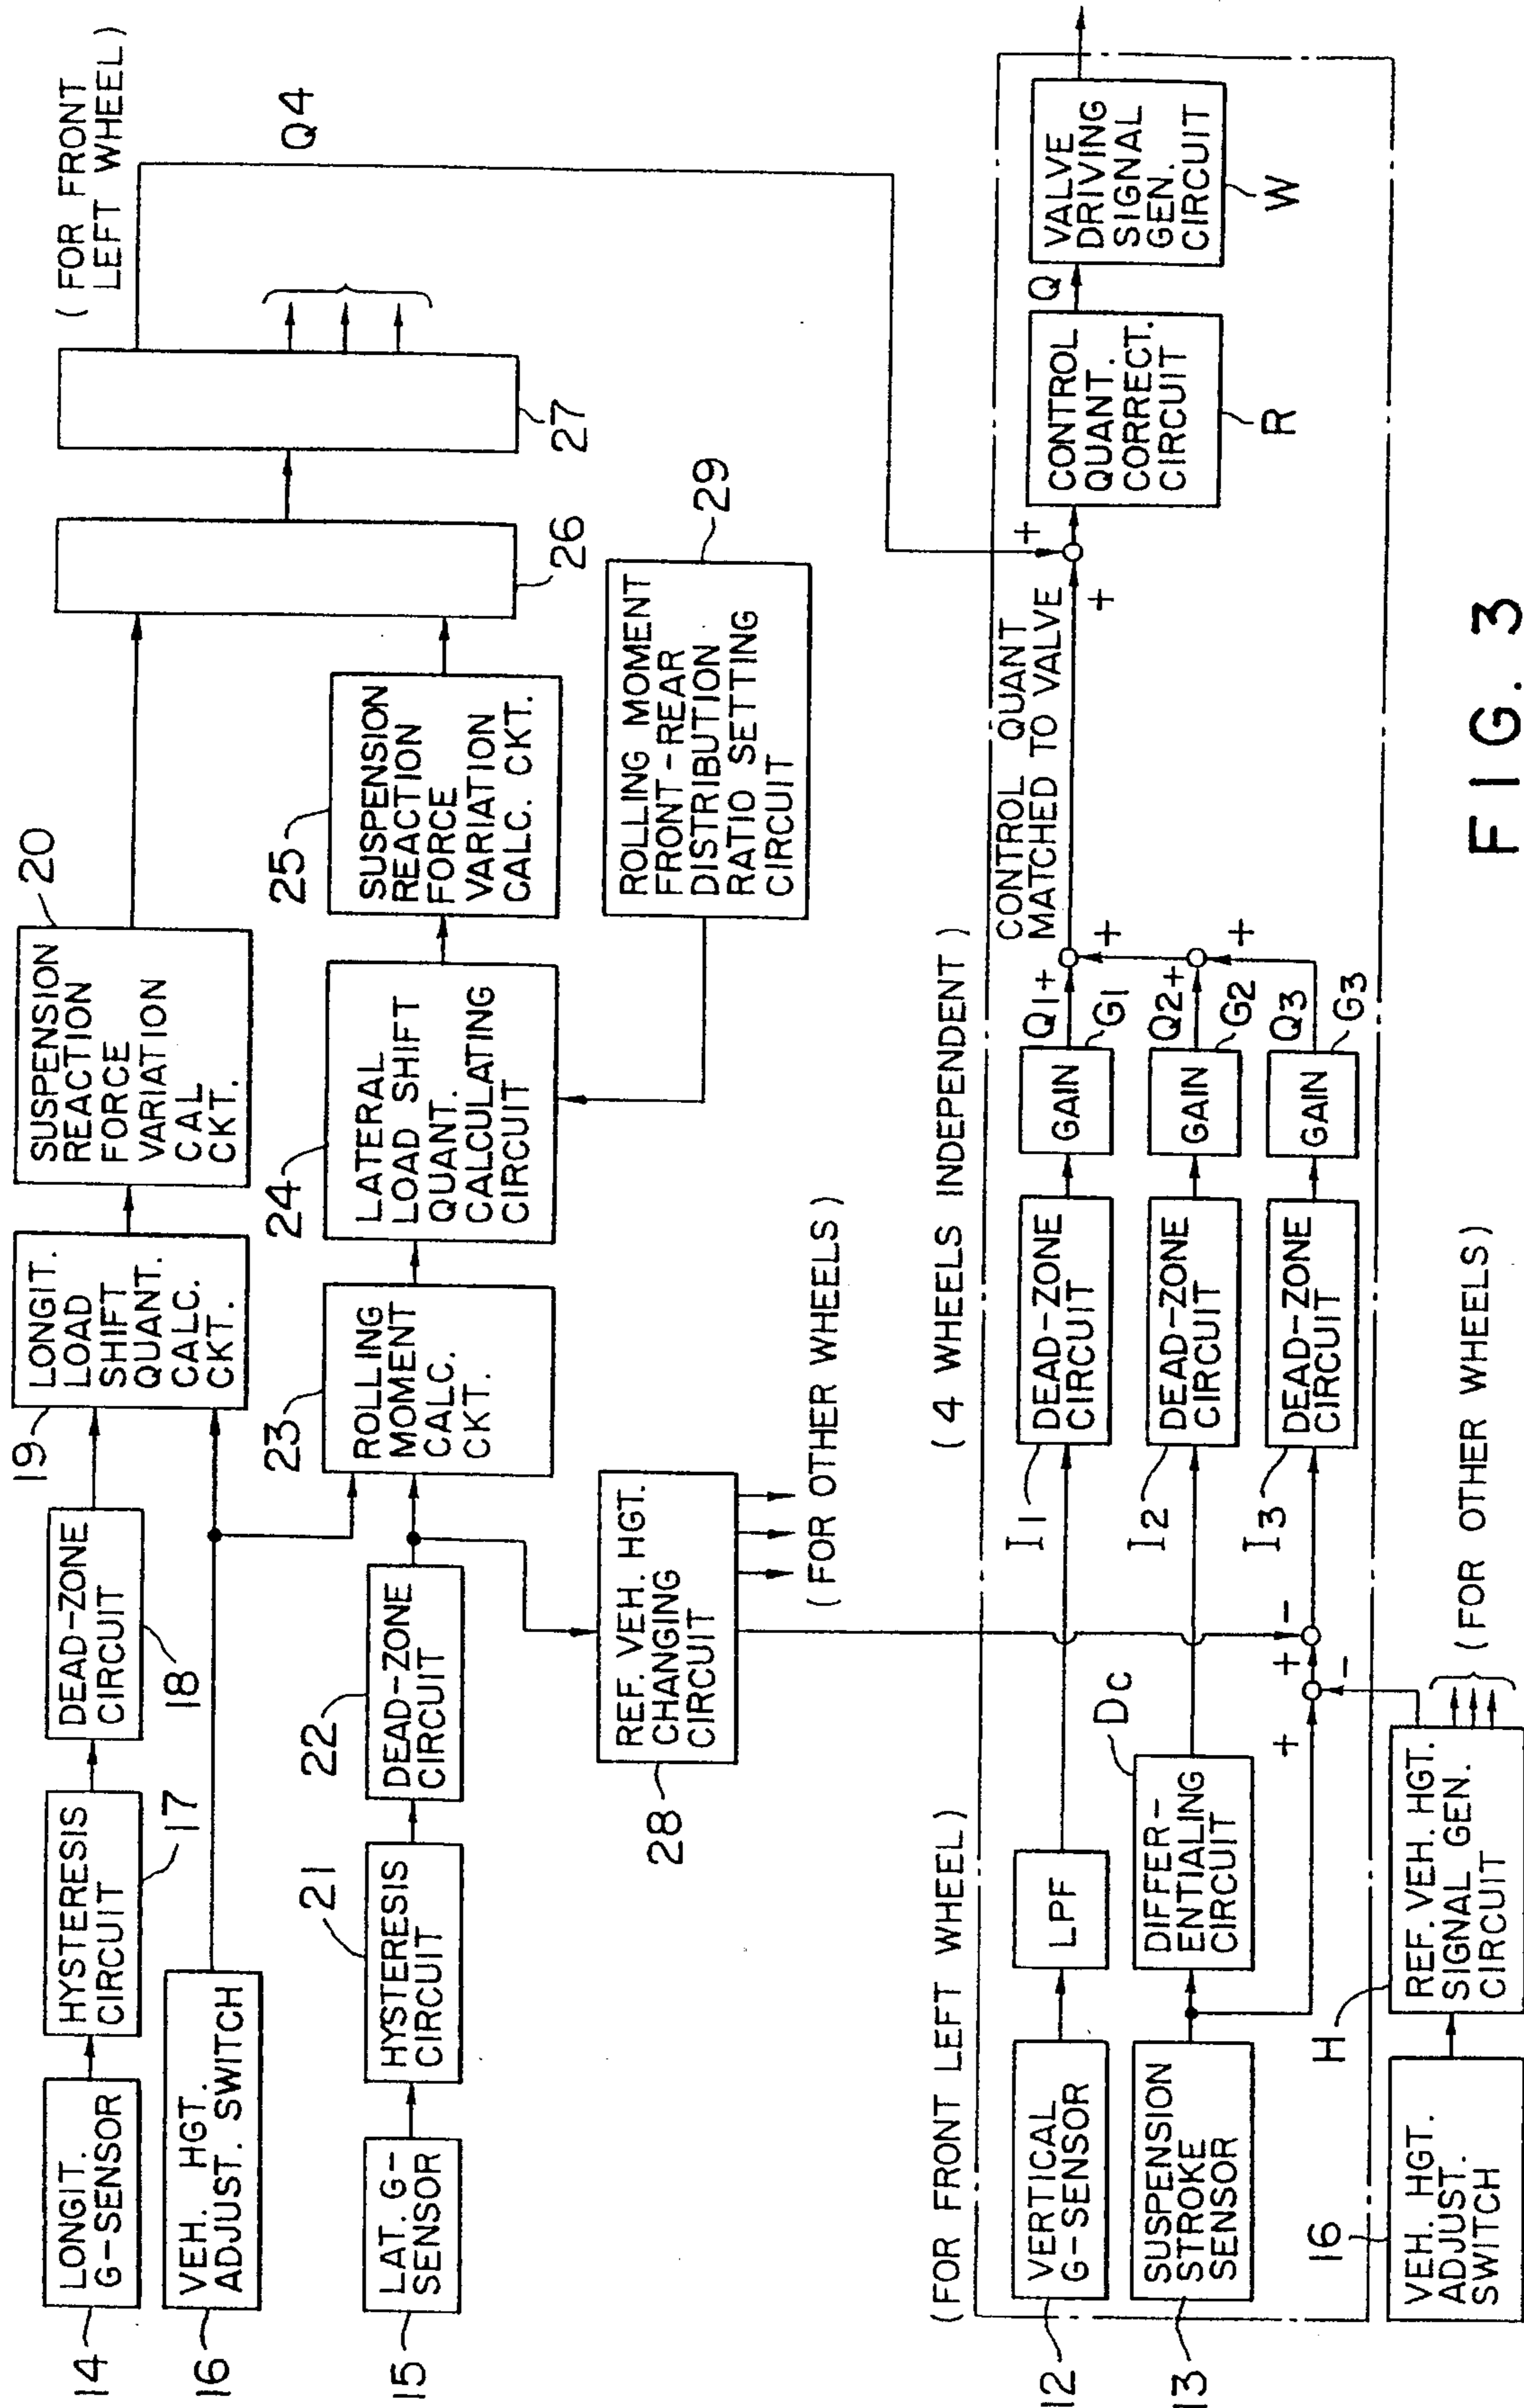 14
LONGIT.
G-SENSOR
HYSTERESIS
CIRCUIT
17
DEAD-ZONE
CIRCUIT
18
19
LONGIT.
LOAD
SHIFT
QUANT.
CALC.
CKT.
20
SUSPENSION
REACTION
FORCE
VARIATION
CAL
CKT.
16
VEH. HGT.
ADJUST. SWITCH
15
LAT. G-
SENSOR
21
HYSTERESIS
CIRCUIT
22
DEAD-ZONE
CIRCUIT
23
ROLLING
MOMENT
CALC.
CKT.
24
LATERAL
LOAD SHIFT
QUANT.
CALCULATING
CIRCUIT
25
SUSPENSION
REACTION
FORCE
VARIATION
CALC. CKT.
26
27
(FOR FRONT
LEFT WHEEL)
Q4
28
REF. VEH. HGT.
CHANGING
CIRCUIT
(FOR OTHER WHEELS)
29
ROLLING MOMENT
FRONT-REAR
DISTRIBUTION
RATIO SETTING
CIRCUIT
(FOR FRONT LEFT WHEEL)
(4 WHEELS INDEPENDENT)
12
VERTICAL
G-SENSOR
LPF
I1
DEAD-ZONE
CIRCUIT
GAIN
G1
Q1+
+
CONTROL QUANT
MATCHED TO VALVE
+
+
CONTROL
QUANT.
CORRECT.
CIRCUIT
R
Q
VALVE
DRIVING
SIGNAL
GEN.
CIRCUIT
W
13
SUSPENSION
STROKE
SENSOR
DIFFER-
ENTIALING
CIRCUIT
DC
I2
DEAD-ZONE
CIRCUIT
GAIN
G2
Q2+
+
+
-
+
-
I3
DEAD-ZONE
CIRCUIT
GAIN
G3
Q3
16
VEH. HGT.
ADJUST.
SWITCH
H
REF. VEH. HGT.
SIGNAL GEN.
CIRCUIT
(FOR OTHER WHEELS)
FIG. 3